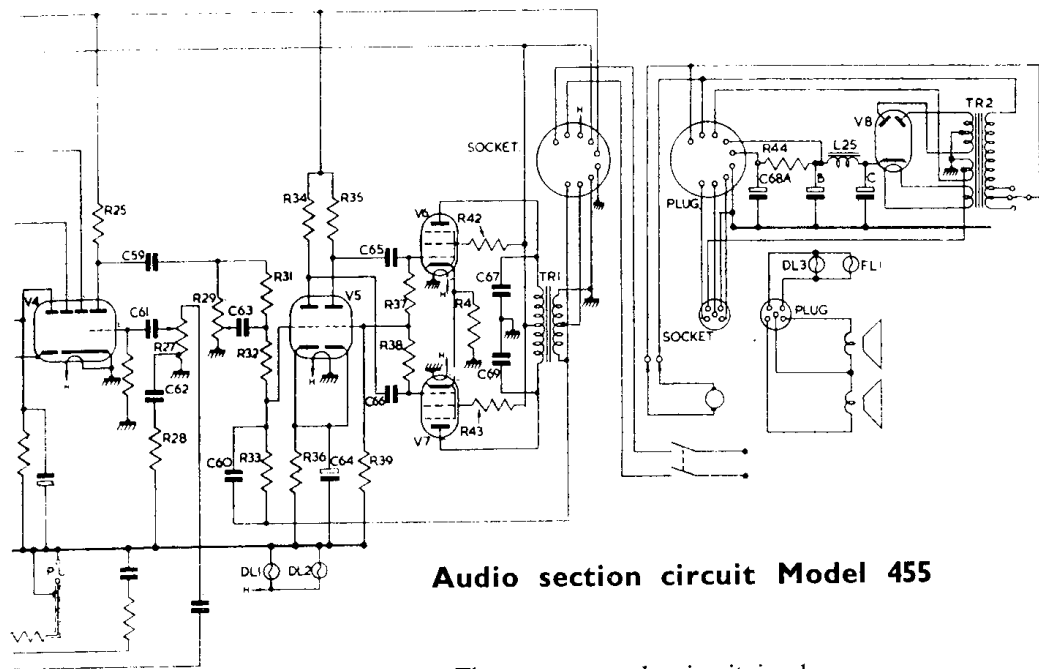 TR2
V8
H
SOCKET
R44
L25
C68A
B
C
PLUG
R25
R34
R35
V6
R42
C59
C65
R31
C67
TR1
DL3
FL1
V4
R29
V5
R37
R4
PLUG
C61
C63
R27
R32
R38
SOCKET
H
H
C69
H
C62
C66
V7
R43
R28
C60
R33
R36
C64
R39
DL1
DL2
H
Audio section circuit Model 455